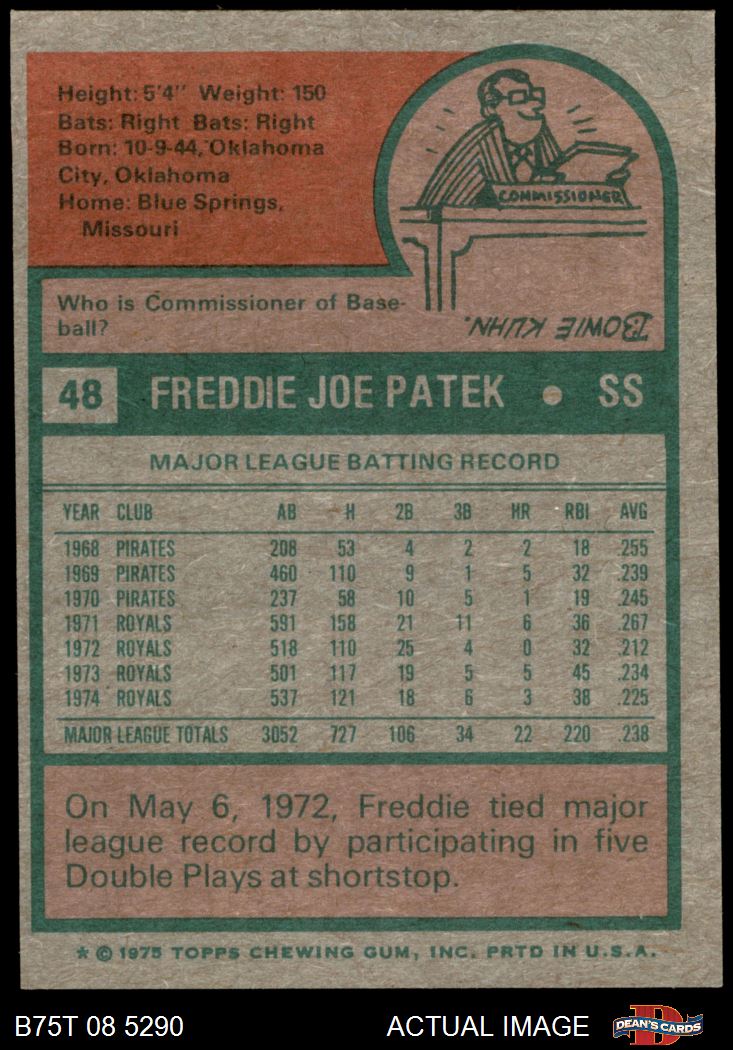 Height: 5'4" Weight: 150
Bats: Right Bats: Right
Born: 10-9-44, Oklahoma
City, Oklahoma
Home: Blue Springs,
Missouri
COMMISSIONER
Who is Commissioner of Base-
ball?
BOWIE KUHN.
48 FREDDIE JOE PATEK • SS
MAJOR LEAGUE BATTING RECORD
YEAR CLUB AB H 2B 3B HR RBI AVG
1968 PIRATES 208 53 4 2 2 18 .255
1969 PIRATES 460 110 9 1 5 32 .239
1970 PIRATES 237 58 10 5 1 19 .245
1971 ROYALS 591 158 21 11 6 36 .267
1972 ROYALS 518 110 25 4 0 32 .212
1973 ROYALS 501 117 19 5 5 45 .234
1974 ROYALS 537 121 18 6 3 38 .225
MAJOR LEAGUE TOTALS 3052 727 106 34 22 220 .238
On May 6, 1972, Freddie tied major
league record by participating in five
Double Plays at shortstop.
* © 1975 TOPPS CHEWING GUM, INC. PRTD IN U.S.A.
B75T 08 5290 ACTUAL IMAGE D DEAN'S CARDS